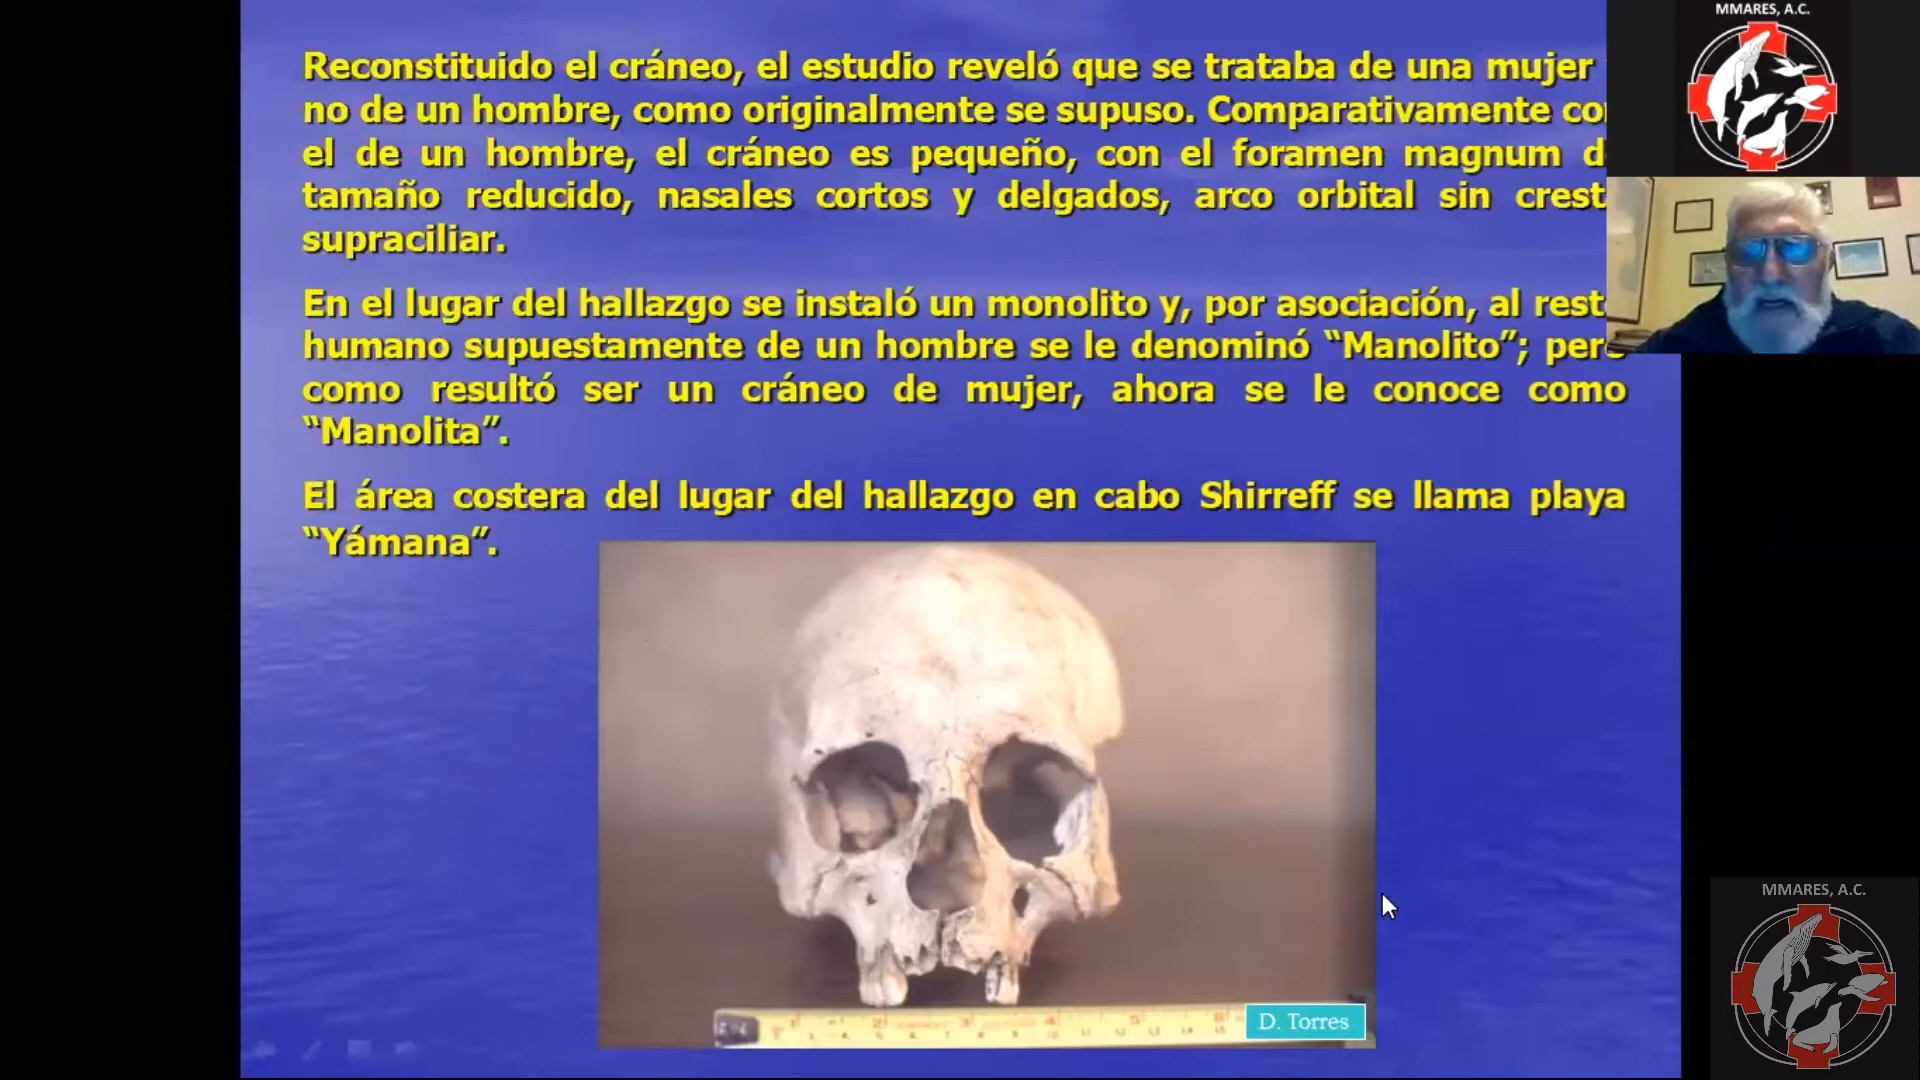 MMARES, A.C.
Reconstituido el cráneo, el estudio reveló que se trataba de una mujer
no de un hombre, como originalmente se supuso. Comparativamente co
el de un hombre, el cráneo es pequeño, con el foramen magnum d
tamaño reducido, nasales cortos y delgados, arco orbital sin crest
supraciliar.
En el lugar del hallazgo se instaló un monolito y, por asociación, al rest
humano supuestamente de un hombre se le denominó “Manolito”; pero
como resultó ser un cráneo de mujer, ahora se le conoce como
“Manolita”.
El área costera del lugar del hallazgo en cabo Shirreff se llama playa
“Yámana”.
D. Torres
MMARES, A.C.